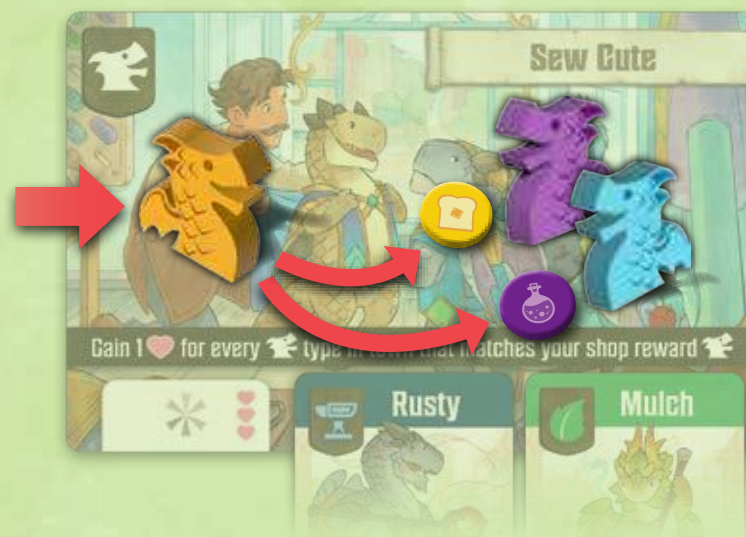 Sew Cute
Gain 1 for every type in town that matches your shop reward
Rusty
Mulch